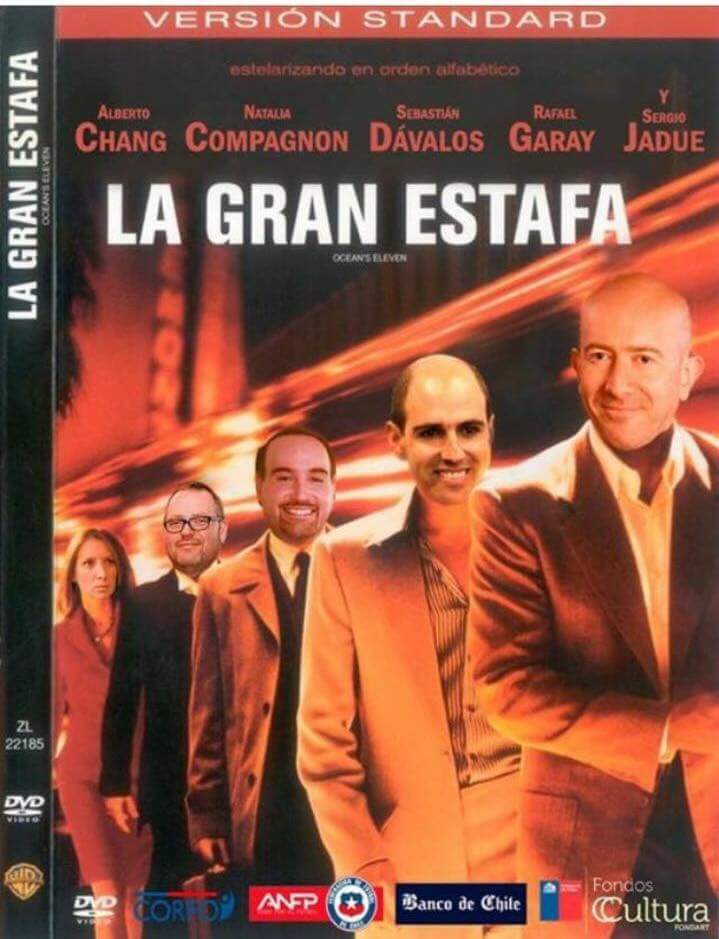 VERSIÓN STANDARD
estelarizando en orden alfabético
ALBERTO CHANG
NATALIA COMPAGNON
SEBASTIÁN DÁVALOS
RAFAEL GARAY
Y SERGIO JADUE
LA GRAN ESTAFA
OCEAN'S ELEVEN
LA GRAN ESTAFA
OCEAN'S ELEVEN
ZL
22185
DVD
VIDEO
DVD
VIDEO
CORFO
ANFP
Banco de Chile
Fondos
Cultura
FONDART